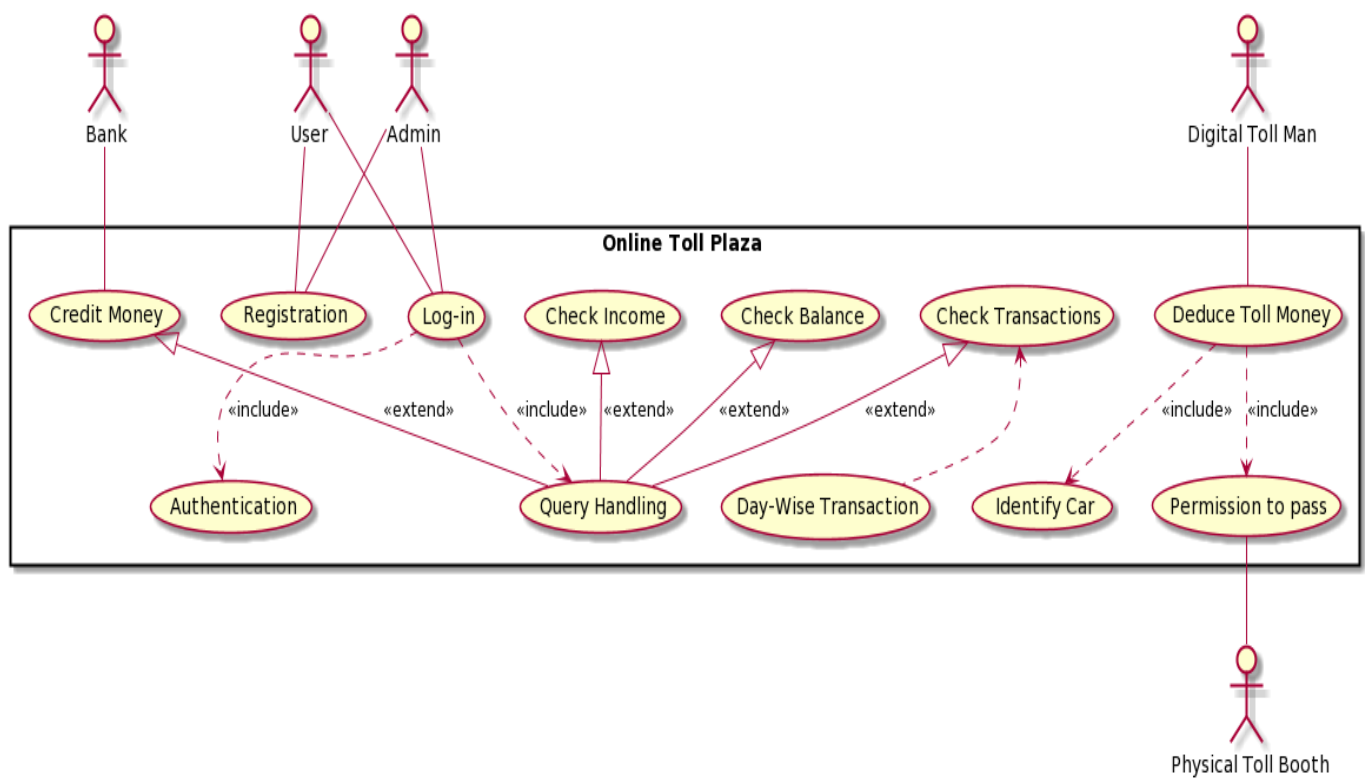 Bank
User
Admin
Digital Toll Man
Online Toll Plaza
Credit Money
Registration
Log-in
Check Income
Check Balance
Check Transactions
Deduce Toll Money
«include»
«extend»
«include»
«extend»
«extend»
«extend»
«include»
«include»
Authentication
Query Handling
Day-Wise Transaction
Identify Car
Permission to pass
Physical Toll Booth